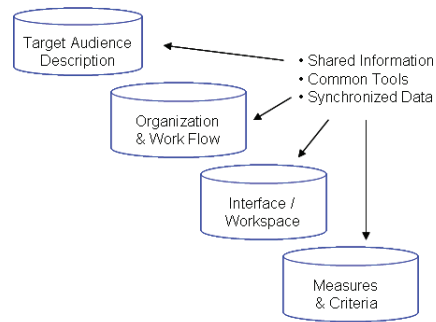 Target Audience
Description
• Shared Information
• Common Tools
• Synchronized Data
Organization
& Work Flow
Interface /
Workspace
Measures
& Criteria